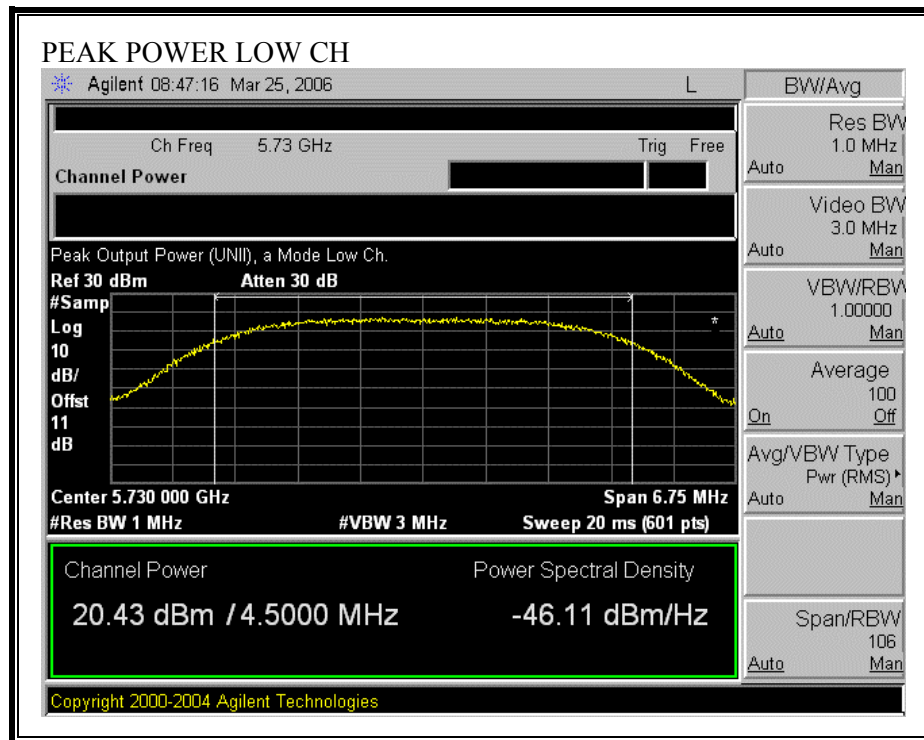 PEAK POWER LOW CH
Agilent 08:47:16 Mar 25, 2006 L
BW/Avg
Ch Freq 5.73 GHz Trig Free
Channel Power
Peak Output Power (UNII), a Mode Low Ch.
Ref 30 dBm Atten 30 dB
#Samp
Log
10
dB/
Offst
11
dB
*
Center 5.730 000 GHz Span 6.75 MHz
#Res BW 1 MHz #VBW 3 MHz Sweep 20 ms (601 pts)
Channel Power Power Spectral Density
20.43 dBm / 4.5000 MHz -46.11 dBm/Hz
Copyright 2000-2004 Agilent Technologies
Res BW
1.0 MHz
Auto Man
Video BW
3.0 MHz
Auto Man
VBW/RBW
1.00000
Auto Man
Average
100
On Off
Avg/VBW Type
Pwr (RMS)
Auto Man
Span/RBW
106
Auto Man